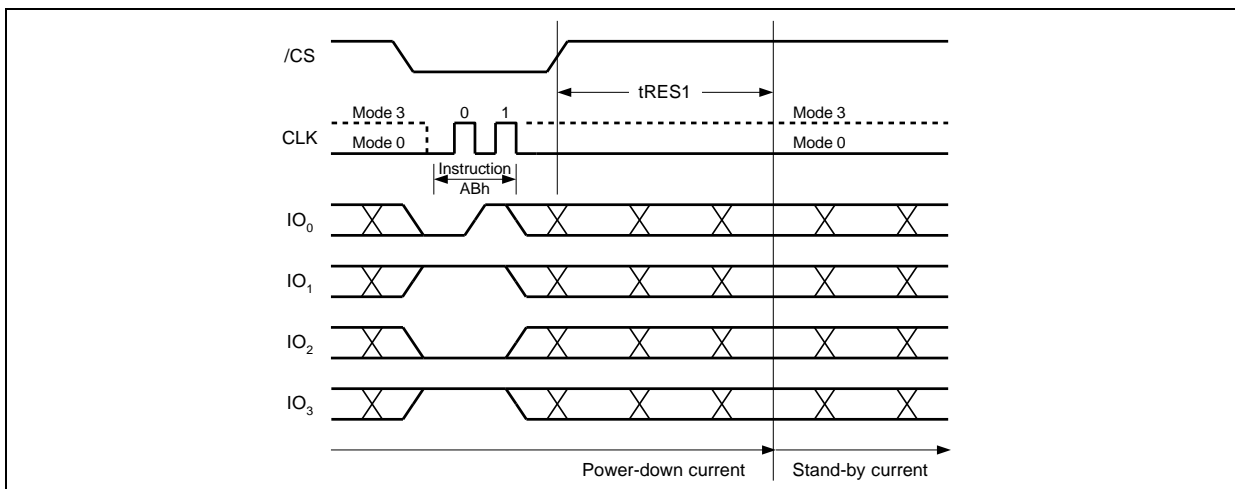 /CS
tRES1
Mode 3 0 1 Mode 3
CLK
Mode 0 Mode 0
Instruction
ABh
IO0
IO1
IO2
IO3
Power-down current Stand-by current